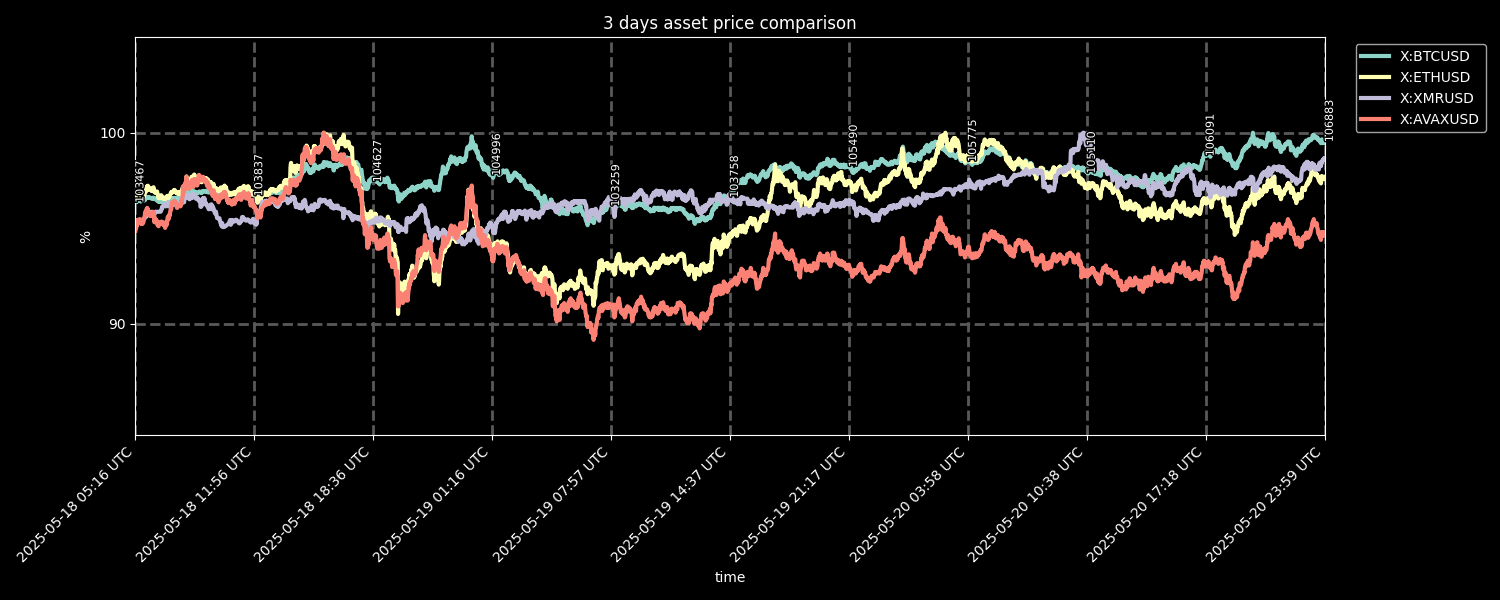 3 days asset price comparison
X:BTCUSD
X:ETHUSD
X:XMRUSD
X:AVAXUSD
100
90
%
103467
103837
104627
104996
103259
103758
105490
105775
105110
106091
106883
2025-05-18 05:16 UTC
2025-05-18 11:56 UTC
2025-05-18 18:36 UTC
2025-05-19 01:16 UTC
2025-05-19 07:57 UTC
2025-05-19 14:37 UTC
2025-05-19 21:17 UTC
2025-05-20 03:58 UTC
2025-05-20 10:38 UTC
2025-05-20 17:18 UTC
2025-05-20 23:59 UTC
time